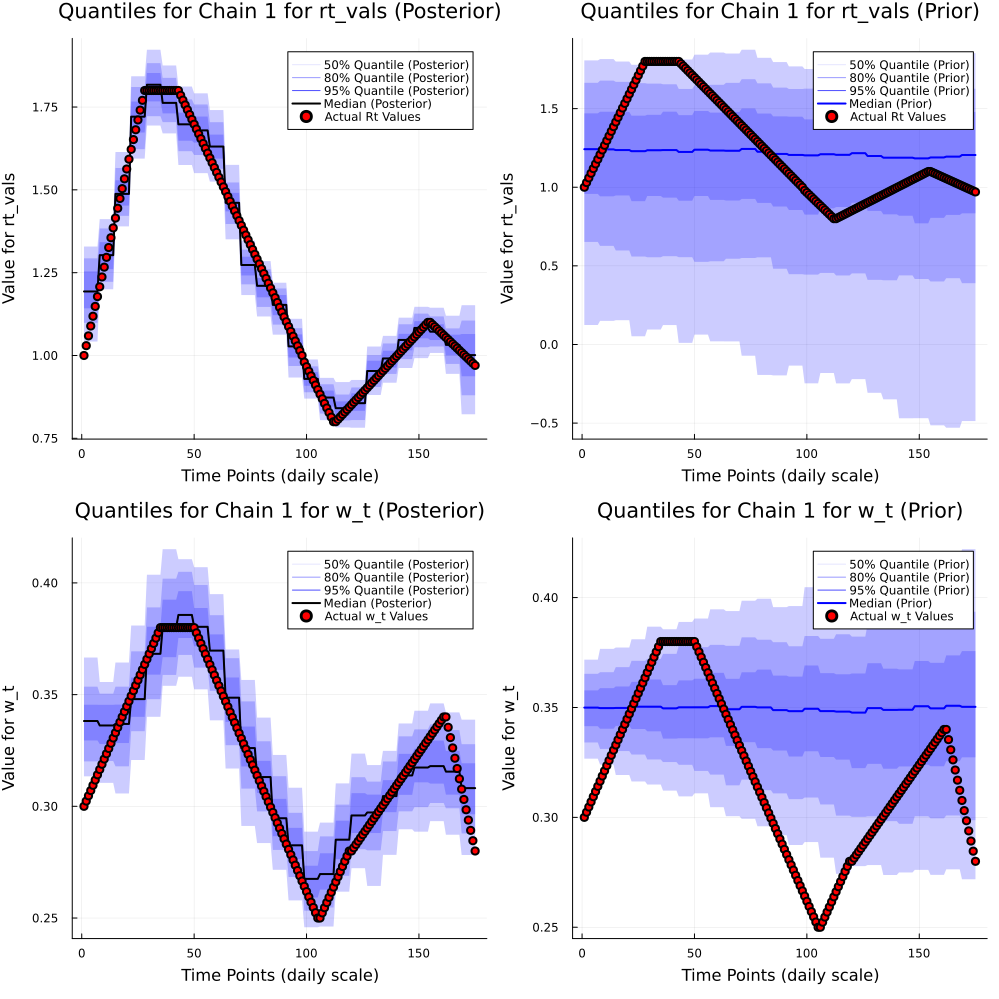 Quantiles for Chain 1 for rt_vals (Posterior)
Value for rt_vals
1.75
1.50
1.25
1.00
0.75
50% Quantile (Posterior)
80% Quantile (Posterior)
95% Quantile (Posterior)
Median (Posterior)
Actual Rt Values
0 50 100 150
Time Points (daily scale)
Quantiles for Chain 1 for rt_vals (Prior)
Value for rt_vals
1.5
1.0
0.5
0.0
−0.5
50% Quantile (Prior)
80% Quantile (Prior)
95% Quantile (Prior)
Median (Prior)
Actual Rt Values
0 50 100 150
Time Points (daily scale)
Quantiles for Chain 1 for w_t (Posterior)
Value for w_t
0.40
0.35
0.30
0.25
50% Quantile (Posterior)
80% Quantile (Posterior)
95% Quantile (Posterior)
Median (Posterior)
Actual w_t Values
0 50 100 150
Time Points (daily scale)
Quantiles for Chain 1 for w_t (Prior)
Value for w_t
0.40
0.35
0.30
0.25
50% Quantile (Prior)
80% Quantile (Prior)
95% Quantile (Prior)
Median (Prior)
Actual w_t Values
0 50 100 150
Time Points (daily scale)